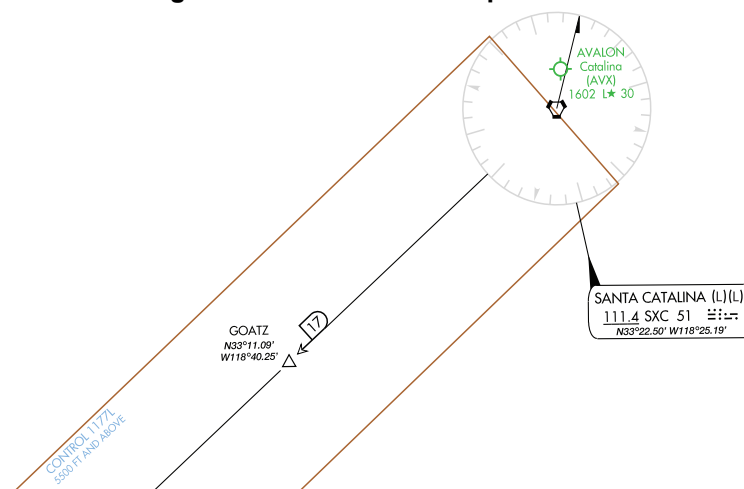 AVALON
Catalina
(AVX)
1602 L★ 30
SANTA CATALINA (L)(L)
111.4 SXC 51
N33°22.50' W118°25.19'
17
GOATZ
N33°11.09'
W118°40.25'
CONTROL 1177L
5500 FT AND ABOVE